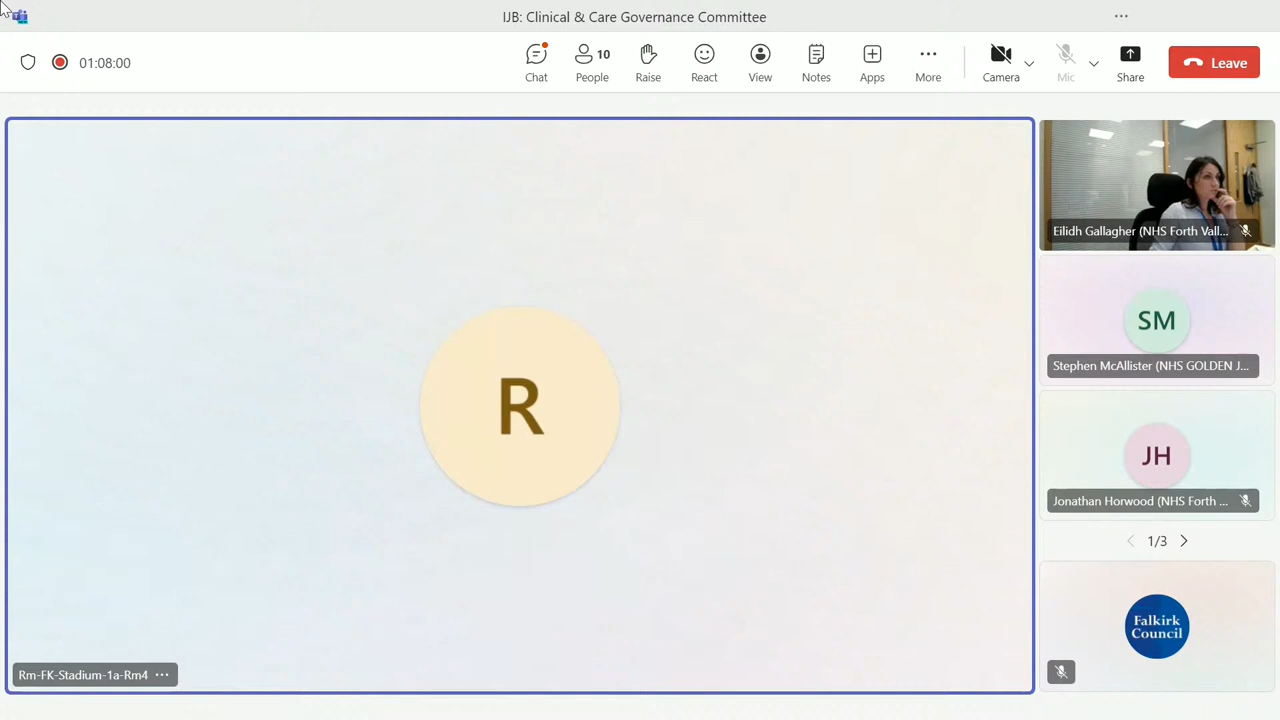 IJB: Clinical & Care Governance Committee
01:08:00
Chat
10
People
Raise
React
View
Notes
Apps
More
Camera
Mic
Share
Leave
R
Rm-FK-Stadium-1a-Rm4
Eilidh Gallagher (NHS Forth Vall...
SM
Stephen McAllister (NHS GOLDEN J...
JH
Jonathan Horwood (NHS Forth ...
1/3
Falkirk
Council